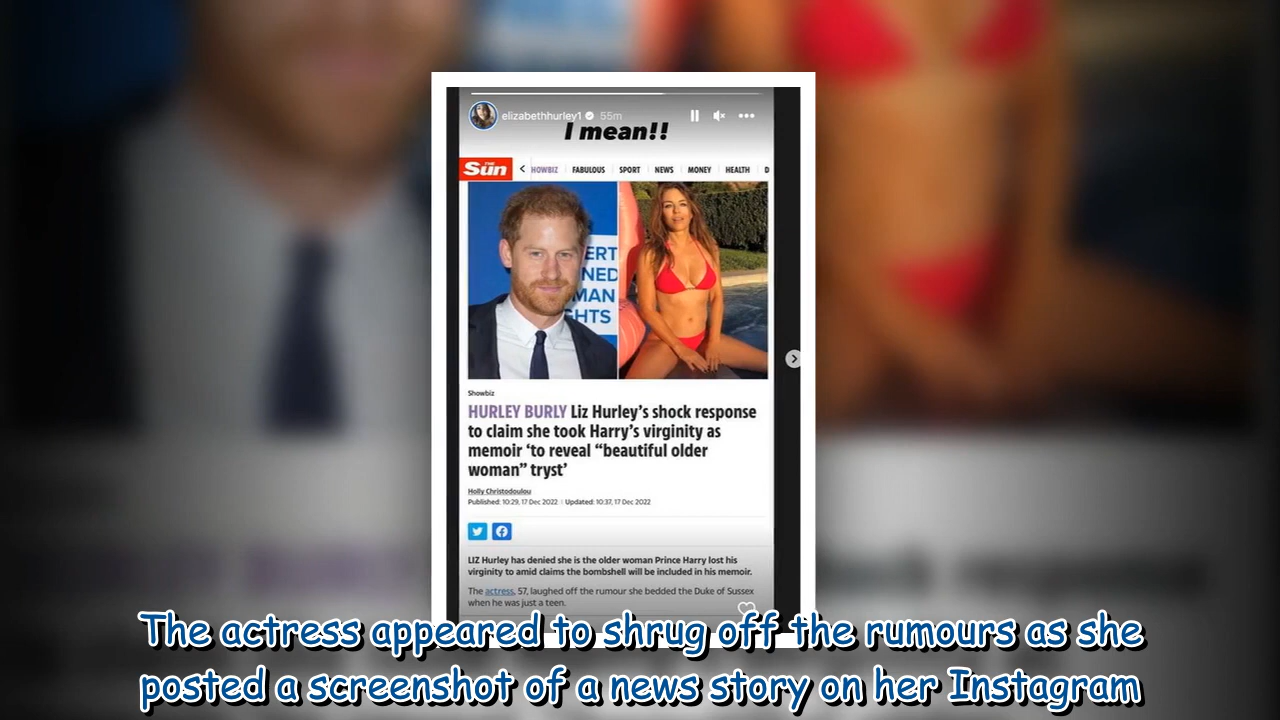 elizabethhurley1 55m
I mean!!
THE Sun HOWBIZ FABULOUS SPORT NEWS MONEY HEALTH D
ERT
NED
MAN
GHTS
Showbiz
HURLEY BURLY Liz Hurley's shock response
to claim she took Harry's virginity as
memoir 'to reveal "beautiful older
woman" tryst'
Holly Christodoulou
Published: 10:29, 17 Dec 2022 | Updated: 10:37, 17 Dec 2022
LIZ Hurley has denied she is the older woman Prince Harry lost his
virginity to amid claims the bombshell will be included in his memoir.
The actress, 57, laughed off the rumour she bedded the Duke of Sussex
when he was just a teen.
The actress appeared to shrug off the rumours as she
posted a screenshot of a news story on her Instagram